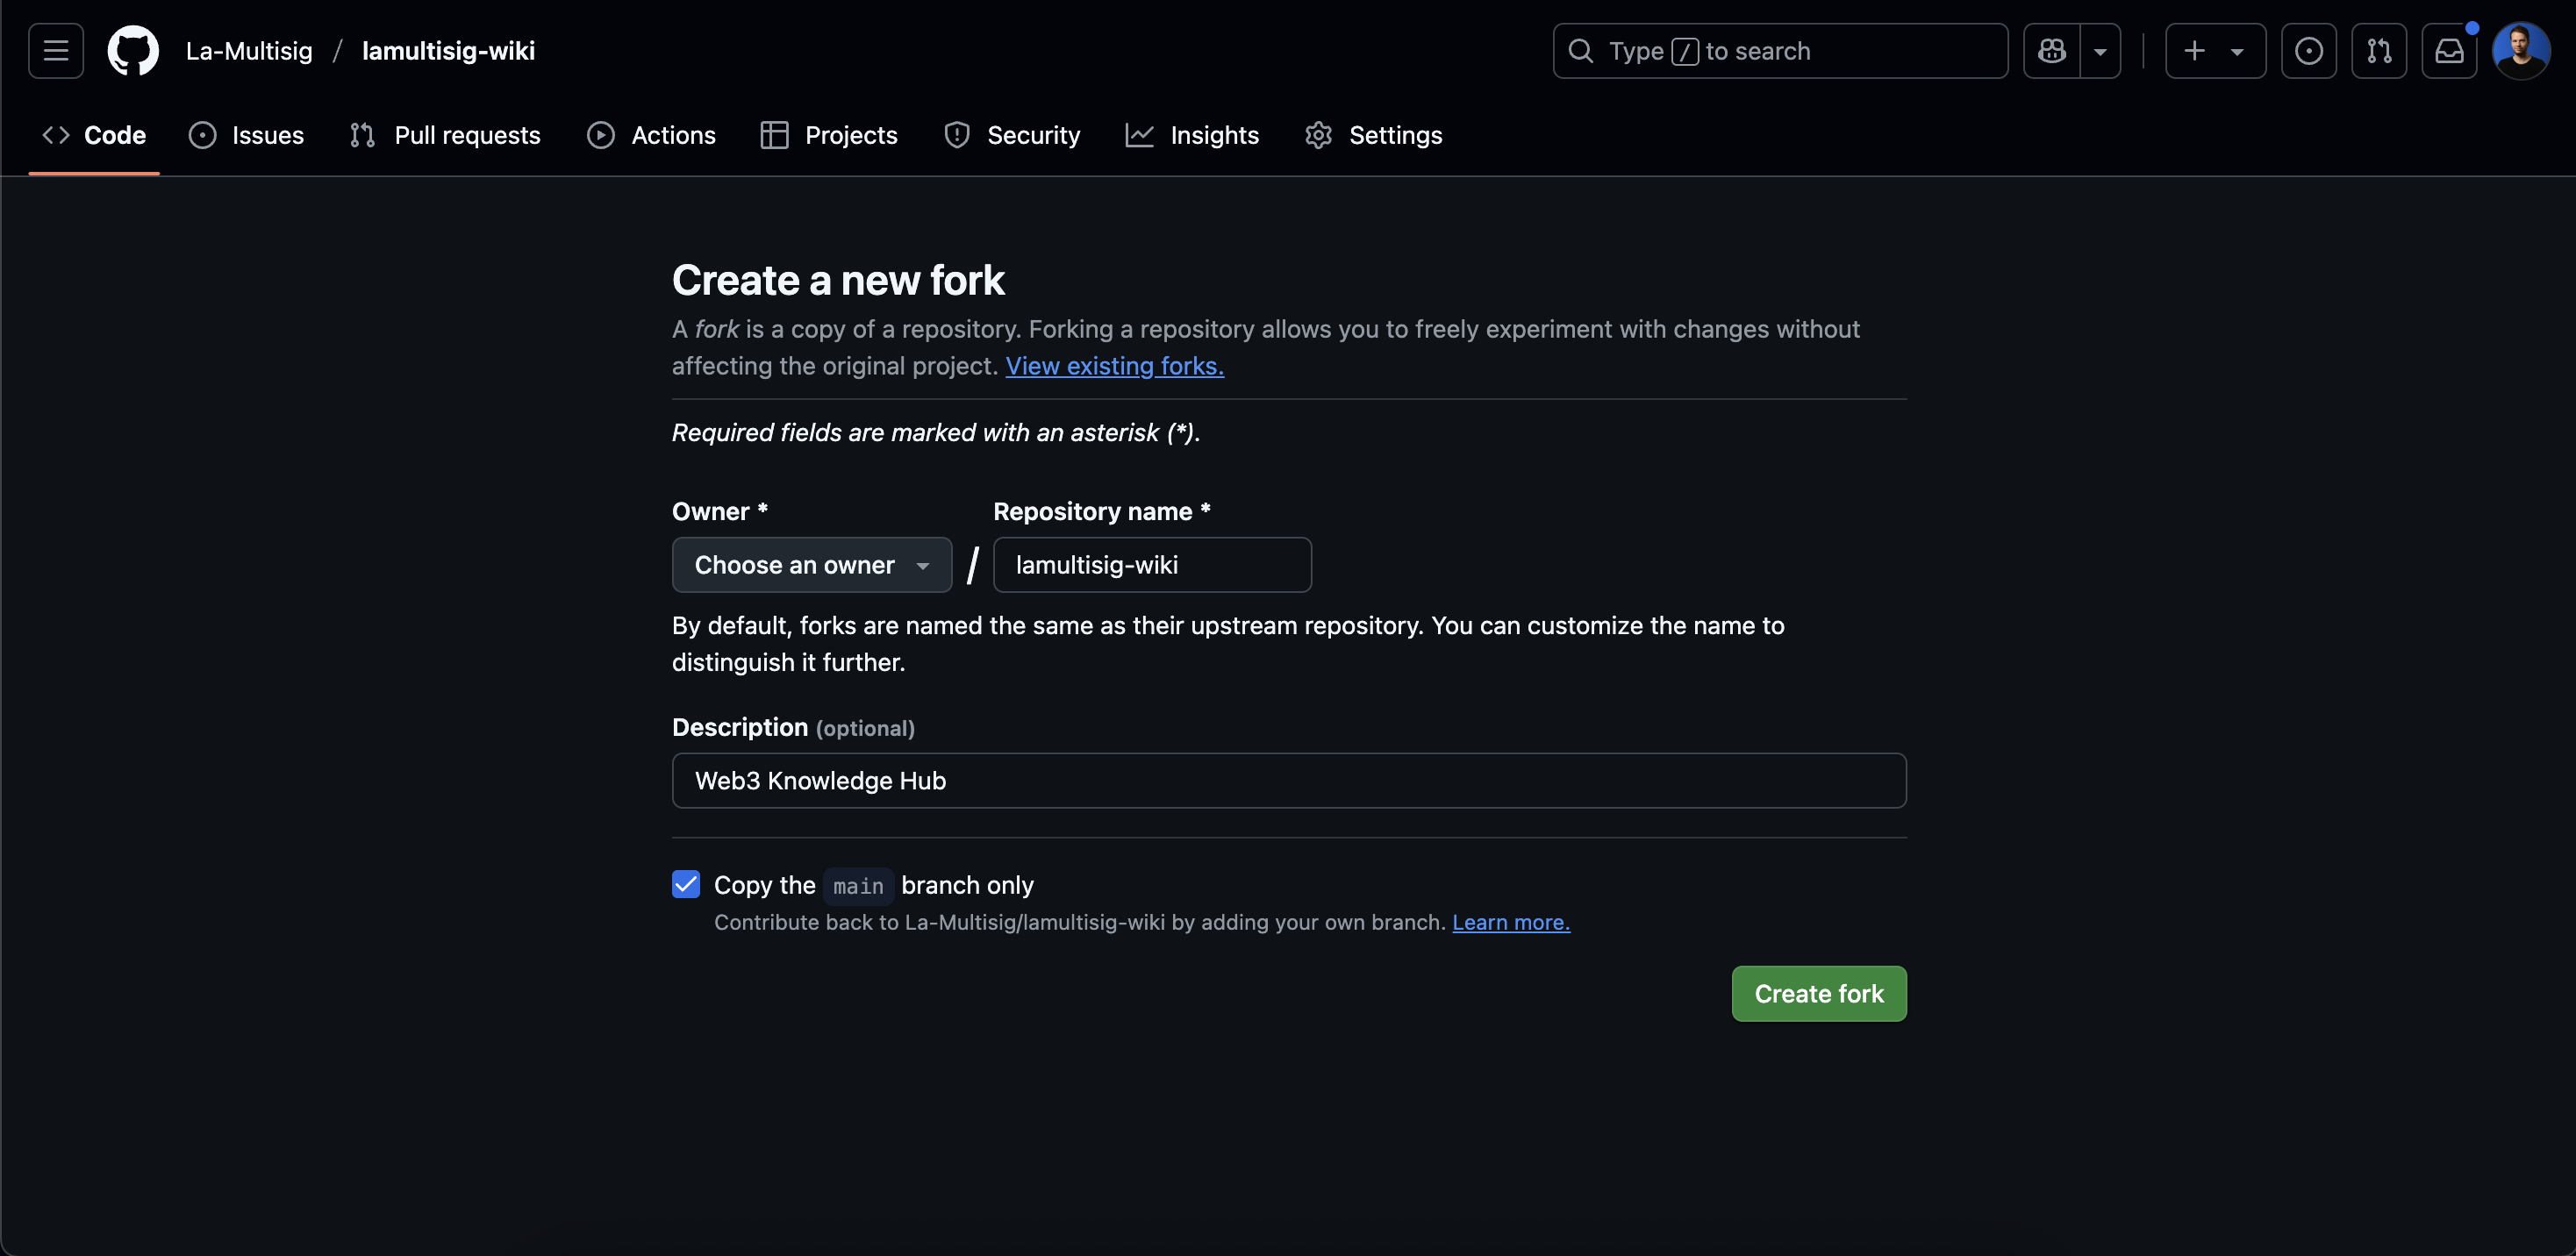 La-Multisig / lamultisig-wiki
Type / to search
Code
Issues
Pull requests
Actions
Projects
Security
Insights
Settings
Create a new fork
A fork is a copy of a repository. Forking a repository allows you to freely experiment with changes without
affecting the original project. View existing forks.
Required fields are marked with an asterisk (*).
Owner *
Repository name *
Choose an owner
/
lamultisig-wiki
By default, forks are named the same as their upstream repository. You can customize the name to
distinguish it further.
Description (optional)
Web3 Knowledge Hub
Copy the main branch only
Contribute back to La-Multisig/lamultisig-wiki by adding your own branch. Learn more.
Create fork